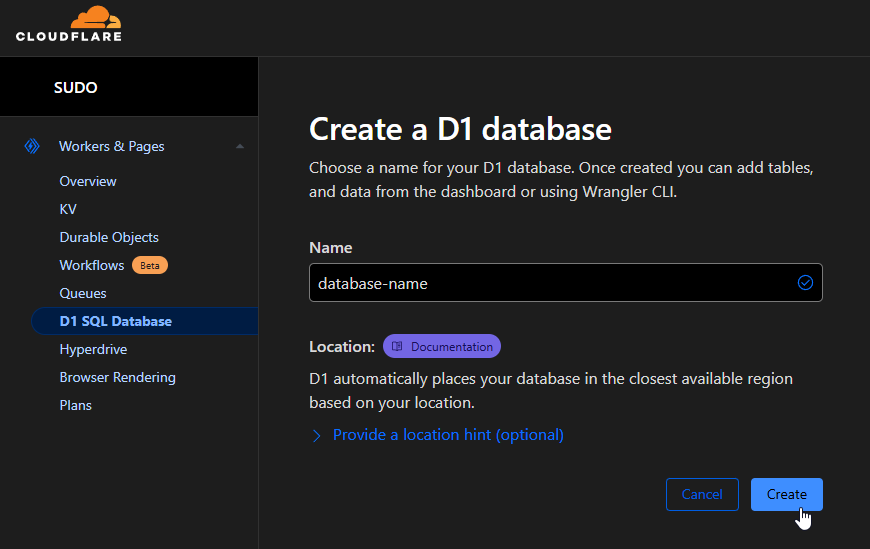 CLOUDFLARE
SUDO
Workers & Pages
Overview
KV
Durable Objects
Workflows Beta
Queues
D1 SQL Database
Hyperdrive
Browser Rendering
Plans
Create a D1 database
Choose a name for your D1 database. Once created you can add tables,
and data from the dashboard or using Wrangler CLI.
Name
database-name
Location: Documentation
D1 automatically places your database in the closest available region
based on your location.
Provide a location hint (optional)
Cancel Create